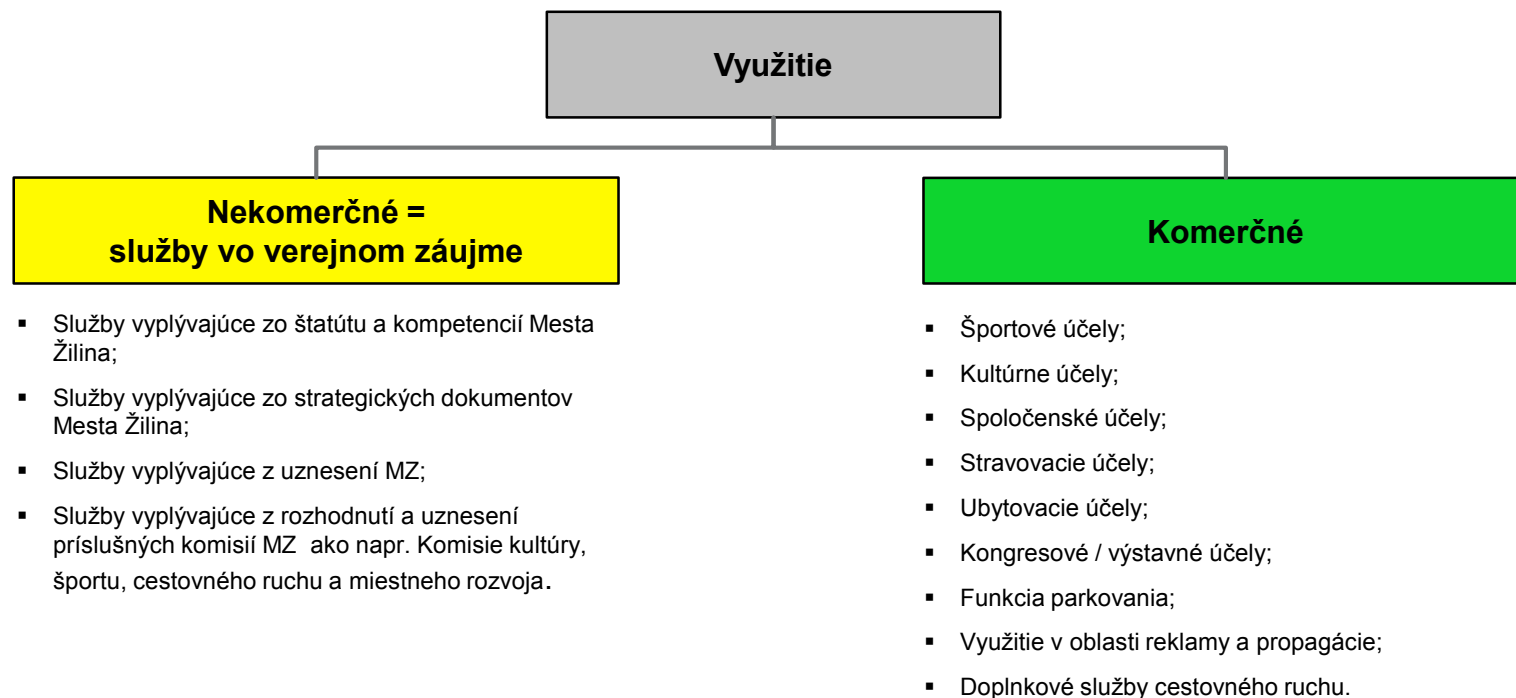 Využitie
Nekomerčné =
služby vo verejnom záujme
▪ Služby vyplývajúce zo štatútu a kompetencií Mesta
Žilina;
▪ Služby vyplývajúce zo strategických dokumentov
Mesta Žilina;
▪ Služby vyplývajúce z uznesení MZ;
▪ Služby vyplývajúce z rozhodnutí a uznesení
príslušných komisií MZ ako napr. Komisie kultúry,
športu, cestovného ruchu a miestneho rozvoja.
Komerčné
▪ Športové účely;
▪ Kultúrne účely;
▪ Spoločenské účely;
▪ Stravovacie účely;
▪ Ubytovacie účely;
▪ Kongresové / výstavné účely;
▪ Funkcia parkovania;
▪ Využitie v oblasti reklamy a propagácie;
▪ Doplnkové služby cestovného ruchu.